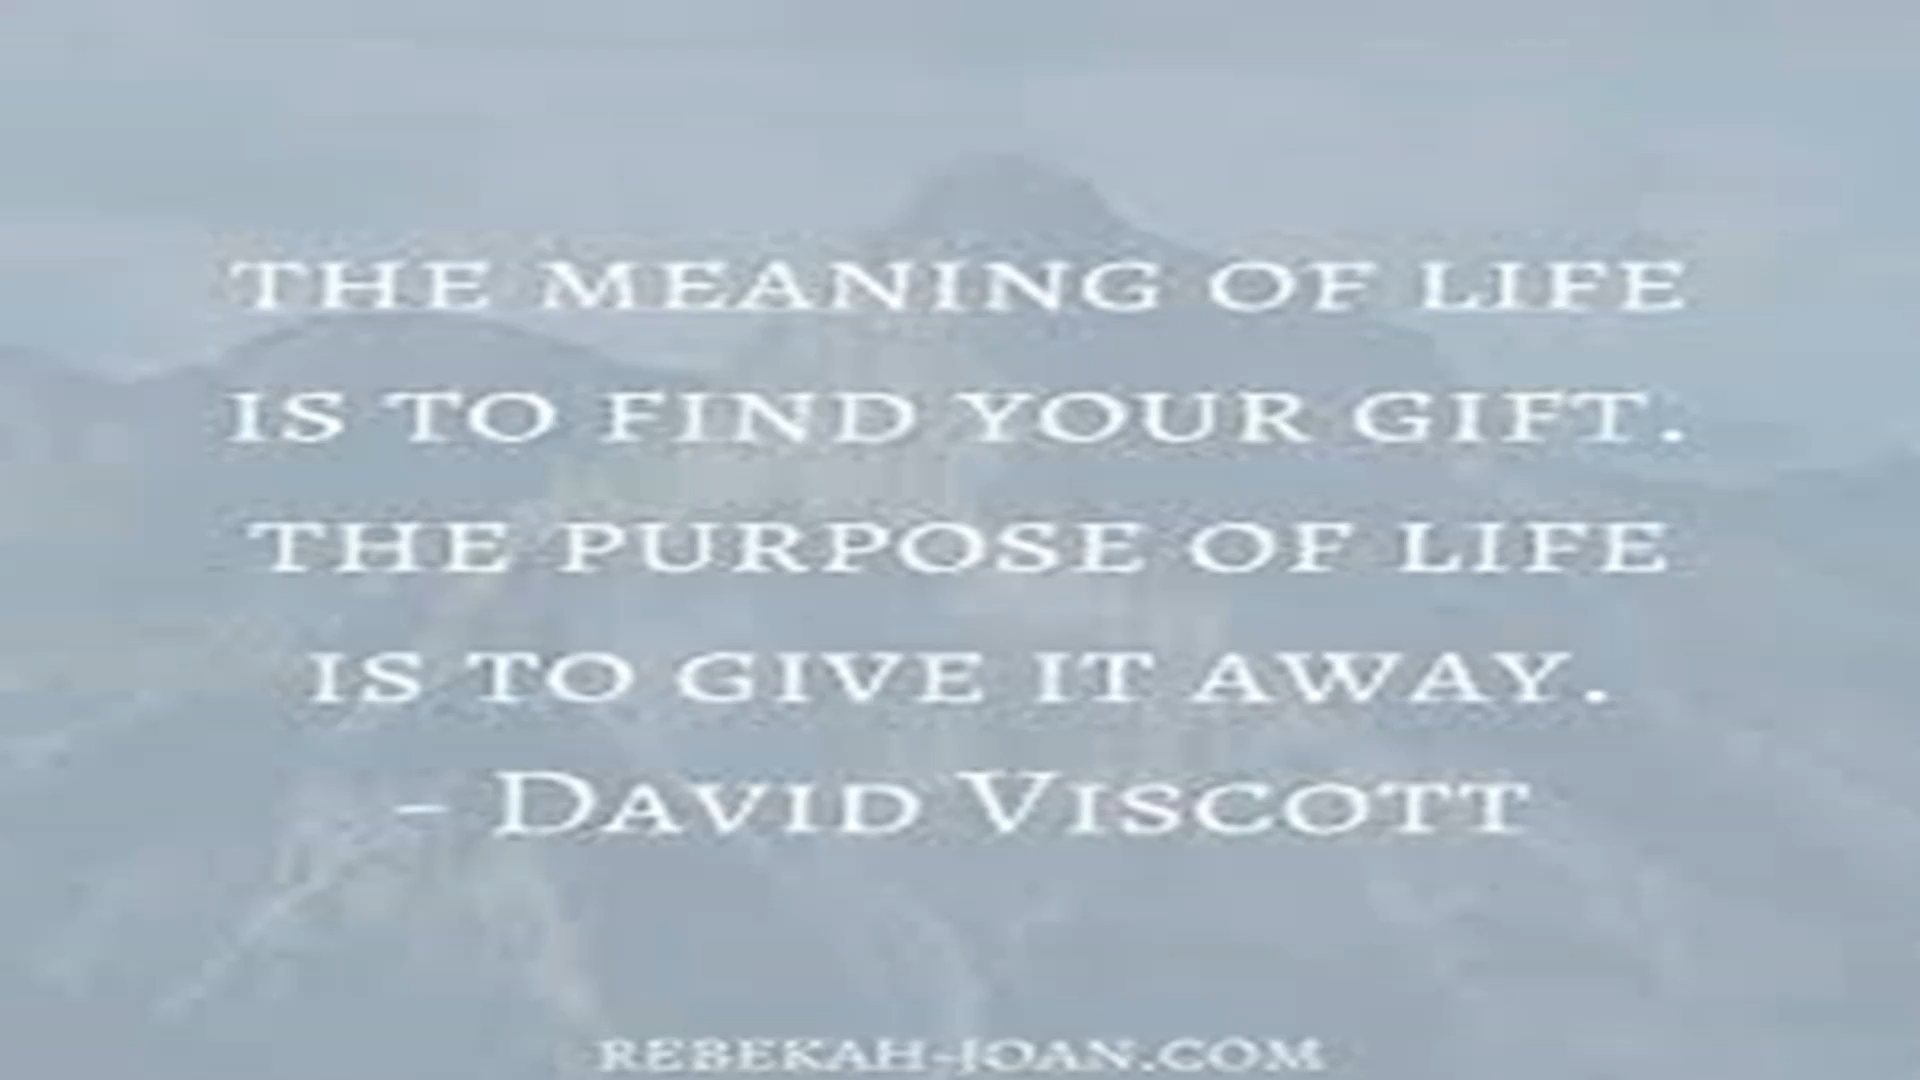 THE MEANING OF LIFE
IS TO FIND YOUR GIFT.
THE PURPOSE OF LIFE
IS TO GIVE IT AWAY.
- DAVID VISCOTT
REBEKAH-JOAN.COM